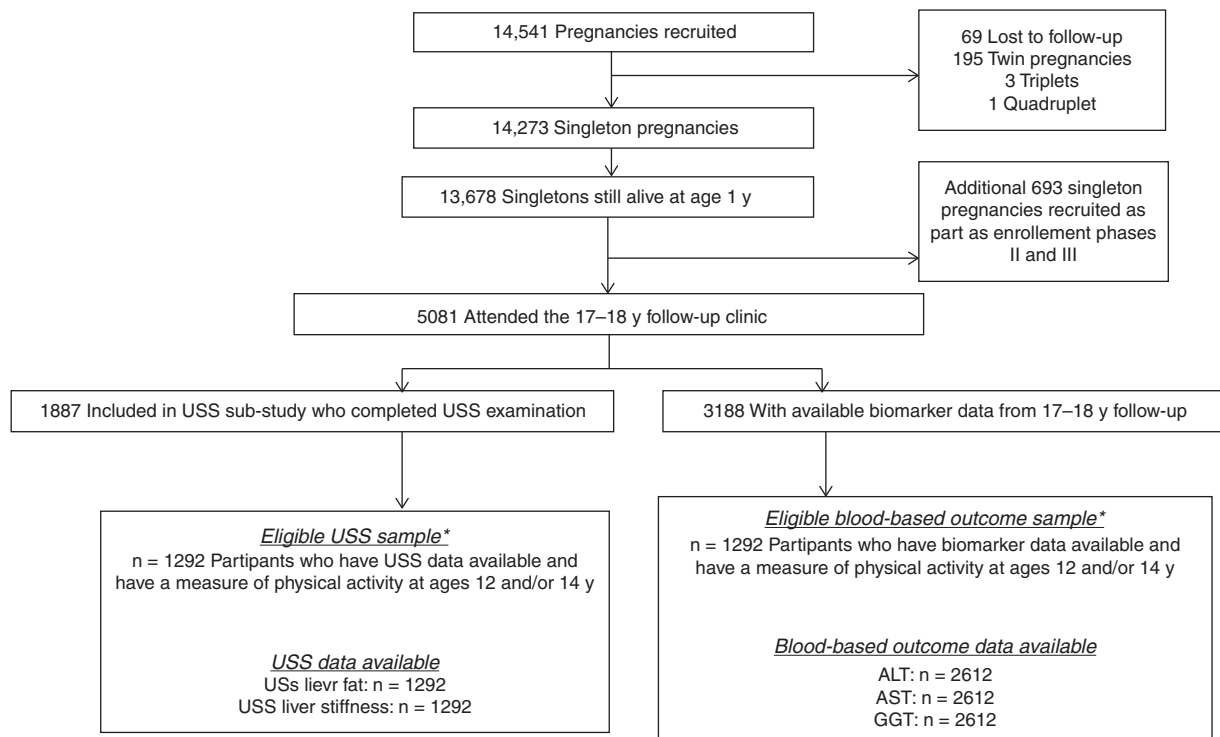 14,541 Pregnancies recruited
69 Lost to follow-up
195 Twin pregnancies
3 Triplets
1 Quadruplet
14,273 Singleton pregnancies
13,678 Singletons still alive at age 1 y
Additional 693 singleton
pregnancies recruited as
part as enrollement phases
II and III
5081 Attended the 17–18 y follow-up clinic
1887 Included in USS sub-study who completed USS examination
3188 With available biomarker data from 17–18 y follow-up
Eligible USS sample*
n = 1292 Partipants who have USS data available and
have a measure of physical activity at ages 12 and/or 14 y
USS data available
USs lievr fat: n = 1292
USS liver stiffness: n = 1292
Eligible blood-based outcome sample*
n = 1292 Partipants who have biomarker data available and
have a measure of physical activity at ages 12 and/or 14 y
Blood-based outcome data available
ALT: n = 2612
AST: n = 2612
GGT: n = 2612